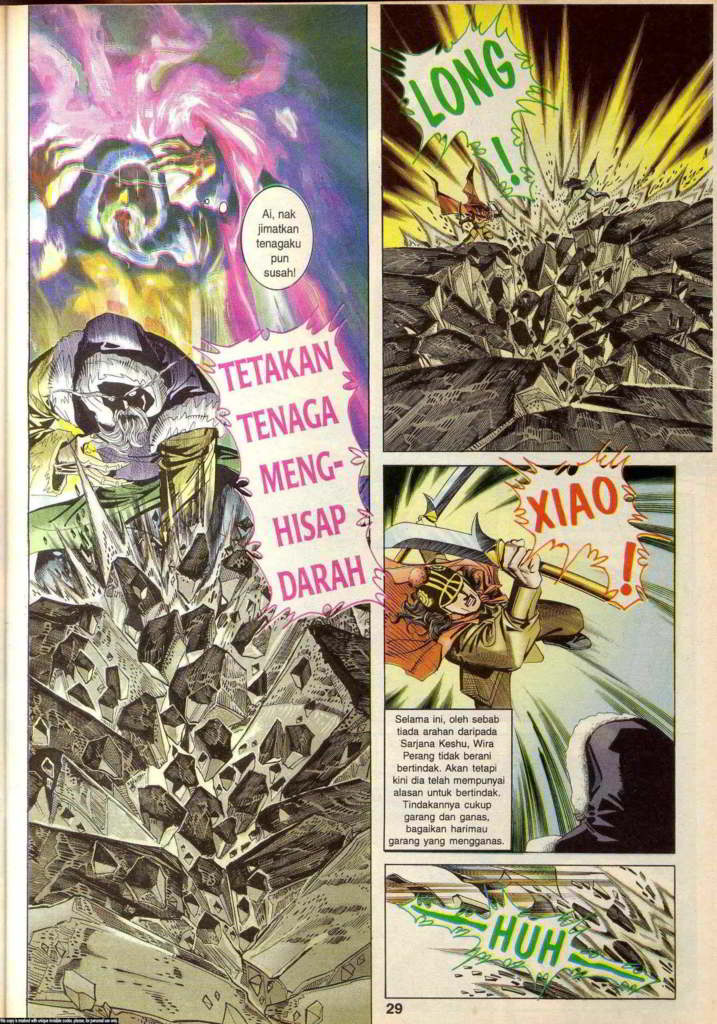 Ai, nak
jimatkan
tenagaku
pun
susah!
TETAKAN
TENAGA
MENG-
HISAP
DARAH
LONG
!
XIAO
!
Selama ini, oleh sebab
tiada arahan daripada
Sarjana Keshu, Wira
Perang tidak berani
bertindak. Akan tetapi
kini dia telah mempunyai
alasan untuk bertindak.
Tindakannya cukup
garang dan ganas,
bagaikan harimau
garang yang mengganas.
HUH
29